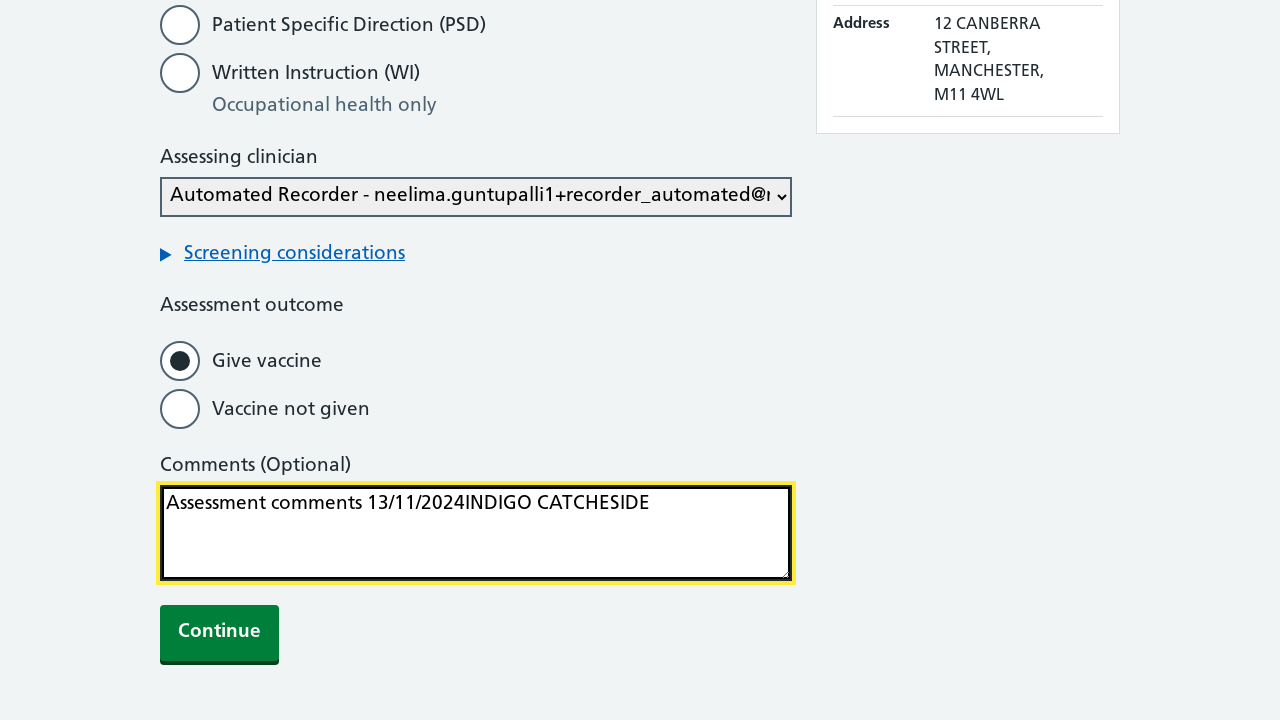 Patient Specific Direction (PSD)
Written Instruction (WI)
Occupational health only
Assessing clinician
Automated Recorder - neelima.guntupalli1+recorder_automated@
Screening considerations
Assessment outcome
Give vaccine
Vaccine not given
Comments (Optional)
Assessment comments 13/11/2024INDIGO CATCHESIDE
Continue
Address
12 CANBERRA
STREET,
MANCHESTER,
M11 4WL